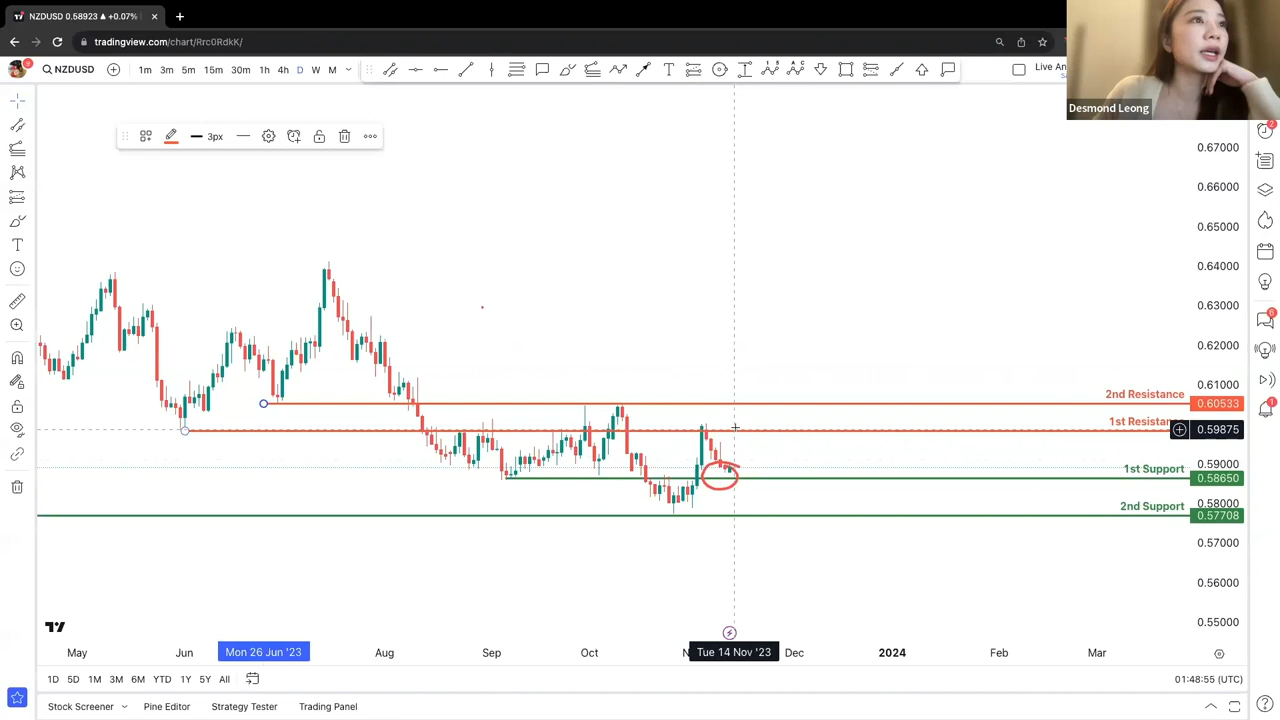 NZDUSD 0.58923 ▲ +0.07%
tradingview.com/chart/Rrc0RdkK/
NZDUSD
1m 3m 5m 15m 30m 1h 4h D W M
Live An
Desmond Leong
3px
0.67000
0.66000
0.65000
0.64000
0.63000
0.62000
0.61000
2nd Resistance 0.60533
1st Resistan 0.59875
0.59000
1st Support 0.58650
0.58000
2nd Support 0.57708
0.57000
0.56000
0.55000
May Jun Mon 26 Jun '23 Aug Sep Oct N Tue 14 Nov '23 Dec 2024 Feb Mar
1D 5D 1M 3M 6M YTD 1Y 5Y All
01:48:55 (UTC)
Stock Screener Pine Editor Strategy Tester Trading Panel